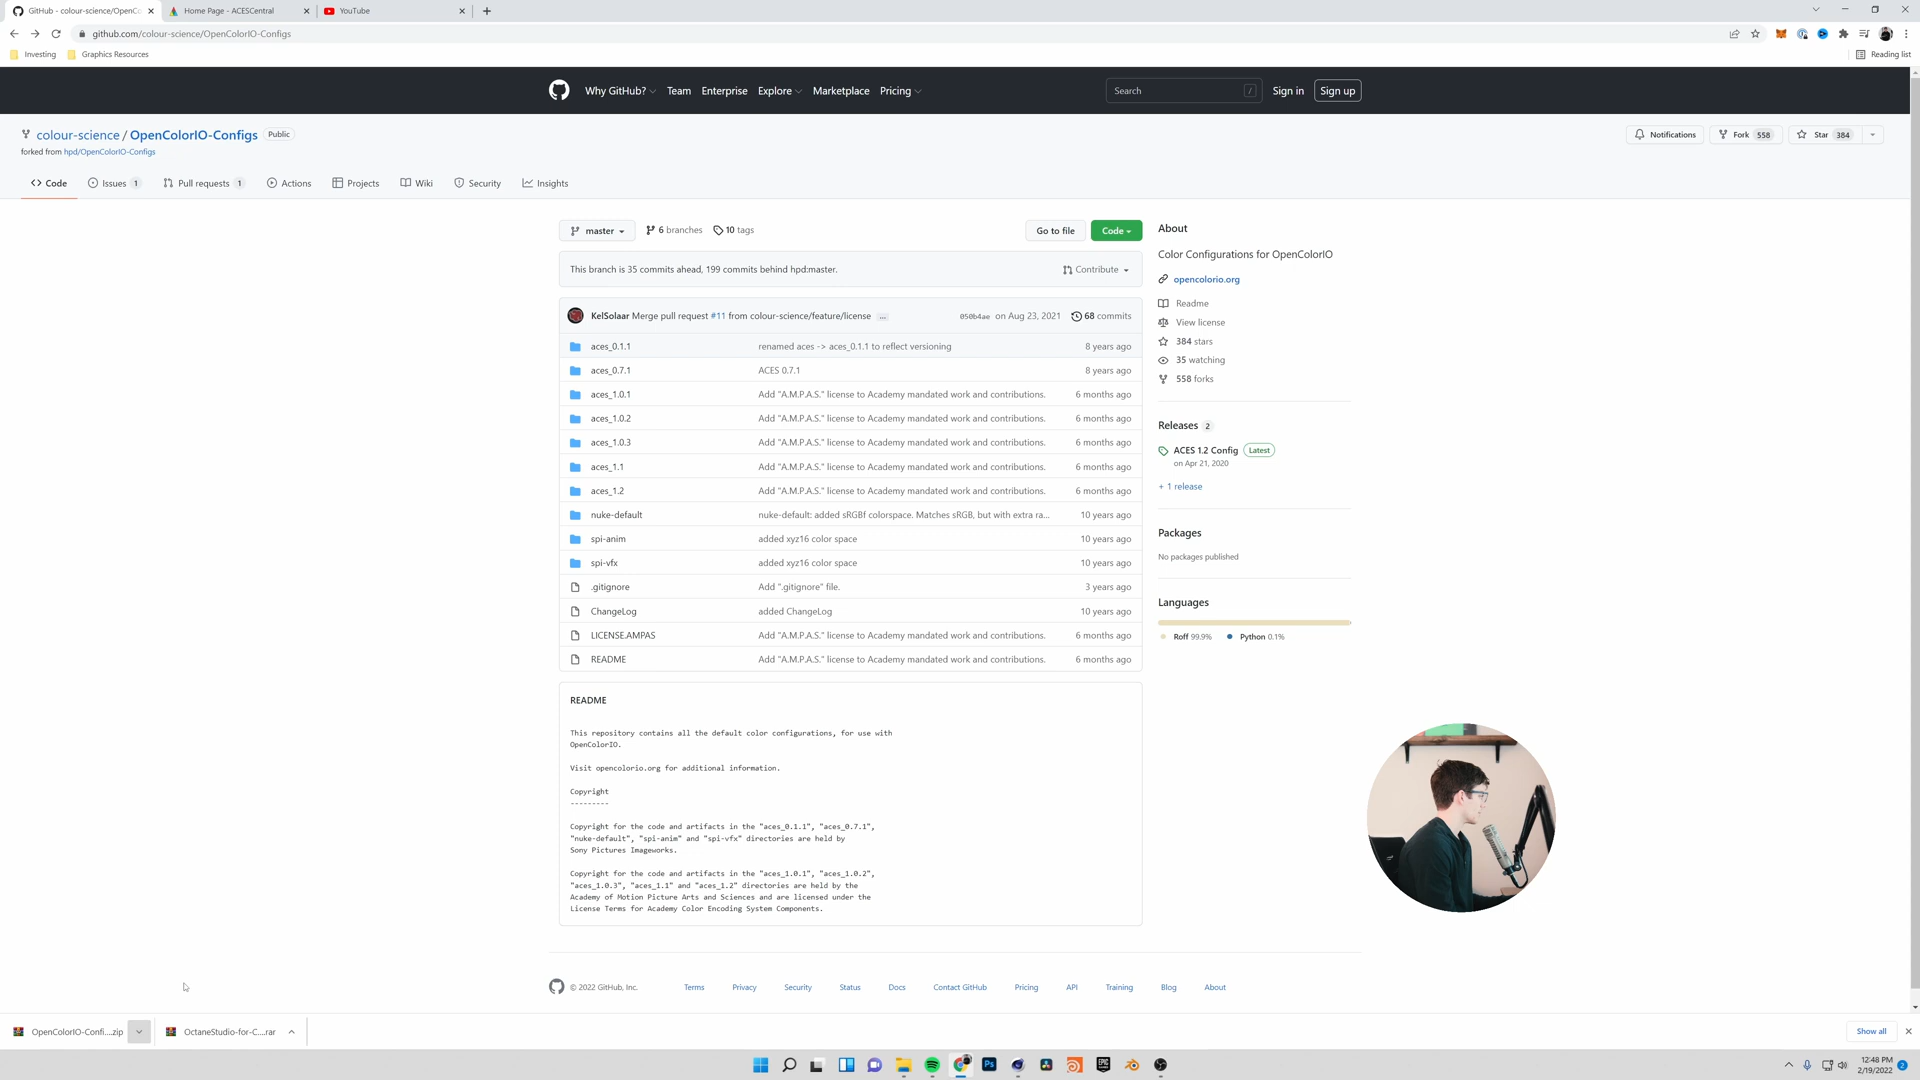 GitHub - colour-science/OpenCo
Home Page - ACESCentral
YouTube
github.com/colour-science/OpenColorIO-Configs
Investing
Graphics Resources
Reading list
Why GitHub?
Team
Enterprise
Explore
Marketplace
Pricing
Search
/
Sign in
Sign up
colour-science / OpenColorIO-Configs
Public
forked from hpd/OpenColorIO-Configs
Notifications
Fork 558
Star 384
Code
Issues 1
Pull requests 1
Actions
Projects
Wiki
Security
Insights
master
6 branches
10 tags
Go to file
Code
This branch is 35 commits ahead, 199 commits behind hpd:master.
Contribute
KelSolaar Merge pull request #11 from colour-science/feature/license ...
050b4ae on Aug 23, 2021
68 commits
aces_0.1.1 renamed aces -> aces_0.1.1 to reflect versioning 8 years ago
aces_0.7.1 ACES 0.7.1 8 years ago
aces_1.0.1 Add "A.M.P.A.S." license to Academy mandated work and contributions. 6 months ago
aces_1.0.2 Add "A.M.P.A.S." license to Academy mandated work and contributions. 6 months ago
aces_1.0.3 Add "A.M.P.A.S." license to Academy mandated work and contributions. 6 months ago
aces_1.1 Add "A.M.P.A.S." license to Academy mandated work and contributions. 6 months ago
aces_1.2 Add "A.M.P.A.S." license to Academy mandated work and contributions. 6 months ago
nuke-default nuke-default: added sRGBf colorspace. Matches sRGB, but with extra ra... 10 years ago
spi-anim added xyz16 color space 10 years ago
spi-vfx added xyz16 color space 10 years ago
.gitignore Add ".gitignore" file. 3 years ago
ChangeLog added ChangeLog 10 years ago
LICENSE.AMPAS Add "A.M.P.A.S." license to Academy mandated work and contributions. 6 months ago
README Add "A.M.P.A.S." license to Academy mandated work and contributions. 6 months ago
README
This repository contains all the default color configurations, for use with
OpenColorIO.
Visit opencolorio.org for additional information.
Copyright
---------
Copyright for the code and artifacts in the "aces_0.1.1", "aces_0.7.1",
"nuke-default", "spi-anim" and "spi-vfx" directories are held by
Sony Pictures Imageworks.
Copyright for the code and artifacts in the "aces_1.0.1", "aces_1.0.2",
"aces_1.0.3", "aces_1.1" and "aces_1.2" directories are held by the
Academy of Motion Picture Arts and Sciences and are licensed under the
License Terms for Academy Color Encoding System Components.
About
Color Configurations for OpenColorIO
opencolorio.org
Readme
View license
384 stars
35 watching
558 forks
Releases 2
ACES 1.2 Config Latest
on Apr 21, 2020
+ 1 release
Packages
No packages published
Languages
Roff 99.9%
Python 0.1%
© 2022 GitHub, Inc.
Terms
Privacy
Security
Status
Docs
Contact GitHub
Pricing
API
Training
Blog
About
OpenColorIO-Confi....zip
OctaneStudio-for-C....rar
Show all
Ps
EPIC
12:48 PM
2/19/2022
2